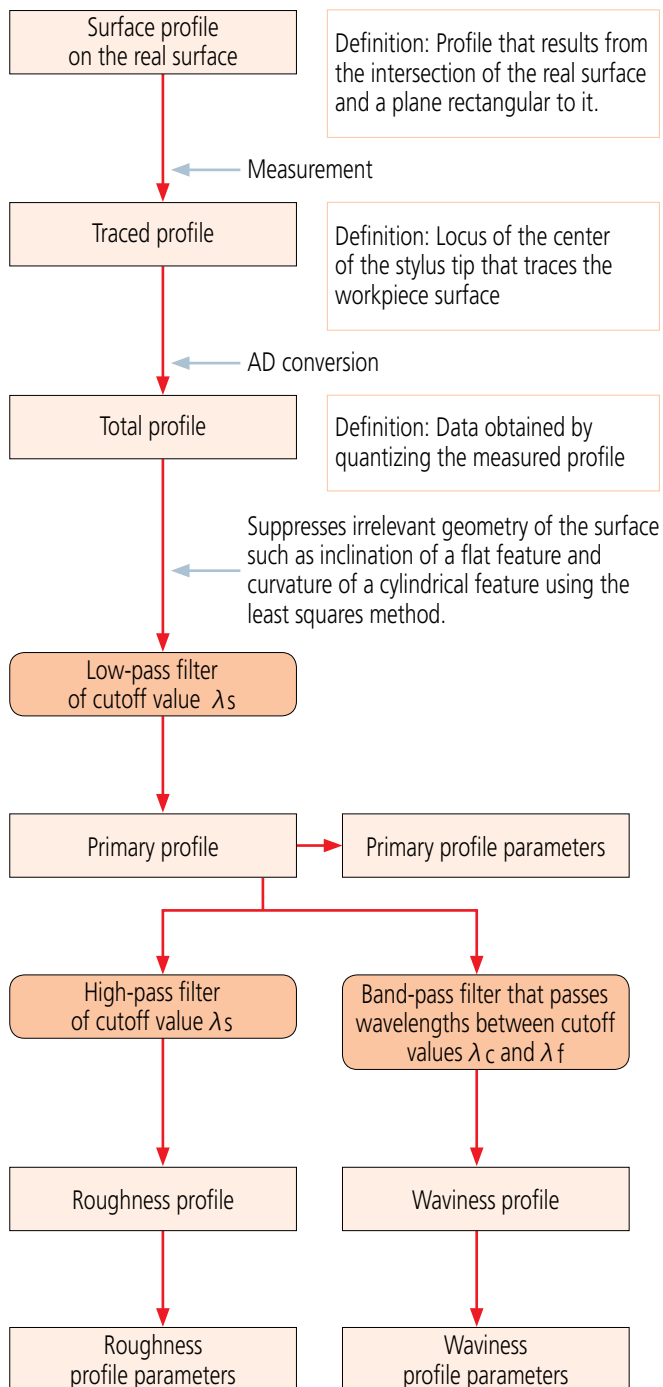 Surface profile
on the real surface
Definition: Profile that results from
the intersection of the real surface
and a plane rectangular to it.
Measurement
Traced profile
Definition: Locus of the center
of the stylus tip that traces the
workpiece surface
AD conversion
Total profile
Definition: Data obtained by
quantizing the measured profile
Suppresses irrelevant geometry of the surface
such as inclination of a flat feature and
curvature of a cylindrical feature using the
least squares method.
Low-pass filter
of cutoff value λs
Primary profile
Primary profile parameters
High-pass filter
of cutoff value λs
Band-pass filter that passes
wavelengths between cutoff
values λc and λf
Roughness profile
Waviness profile
Roughness
profile parameters
Waviness
profile parameters